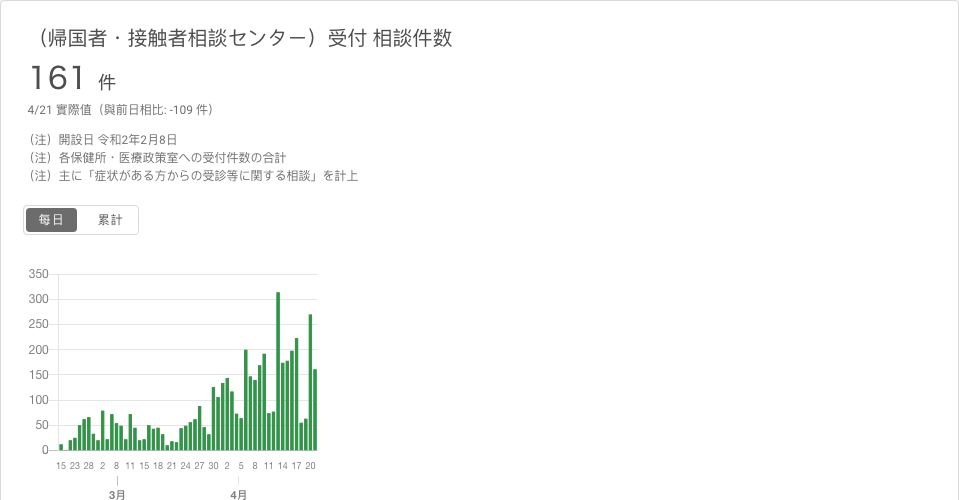 （帰国者・接触者相談センター）受付 相談件数
161 件
4/21 實際值（與前日相比: -109 件）
（注）開設日 令和2年2月8日
（注）各保健所・医療政策室への受付件数の合計
（注）主に「症状がある方からの受診等に関する相談」を計上
每日 累計
350
300
250
200
150
100
50
0
15 23 28 2 8 11 15 18 21 24 27 30 2 5 8 11 14 17 20
3月 4月